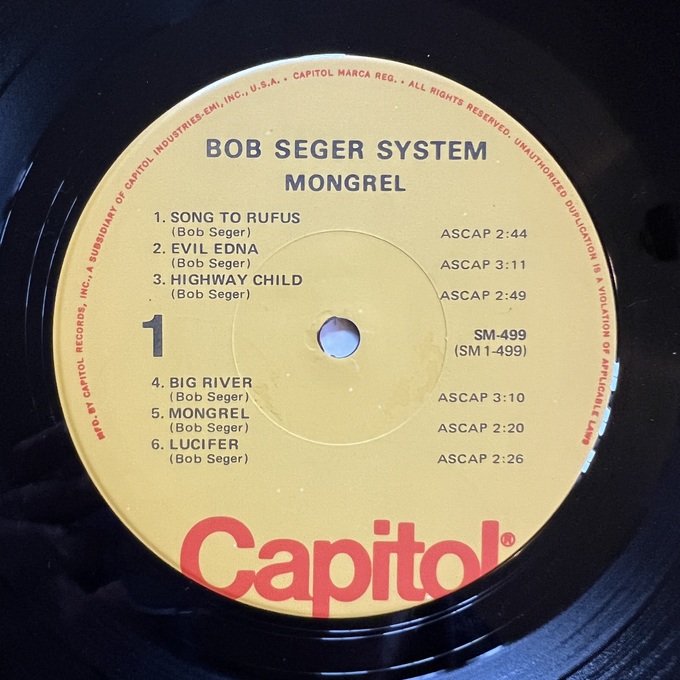 MFD. BY CAPITOL RECORDS, INC., A SUBSIDIARY OF CAPITOL INDUSTRIES-EMI, INC., U.S.A. • CAPITOL MARCA REG. • ALL RIGHTS RESERVED. UNAUTHORIZED DUPLICATION IS A VIOLATION OF APPLICABLE LAWS
BOB SEGER SYSTEM
MONGREL
1. SONG TO RUFUS
(Bob Seger) ASCAP 2:44
2. EVIL EDNA
(Bob Seger) ASCAP 3:11
3. HIGHWAY CHILD
(Bob Seger) ASCAP 2:49
1 SM-499
(SM1-499)
4. BIG RIVER
(Bob Seger) ASCAP 3:10
5. MONGREL
(Bob Seger) ASCAP 2:20
6. LUCIFER
(Bob Seger) ASCAP 2:26
Capitol®